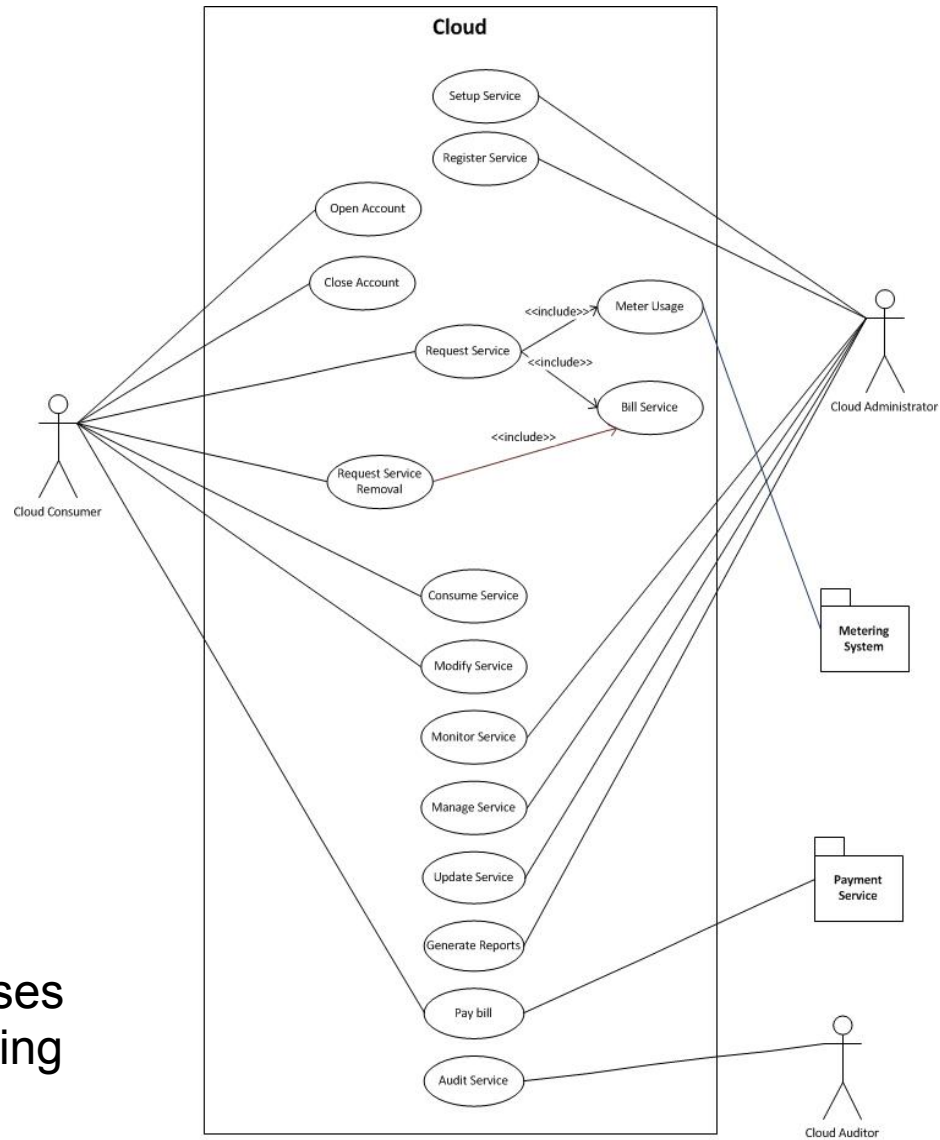 Cloud
Setup Service
Register Service
Open Account
Close Account
<<include>>
Meter Usage
Request Service
<<include>>
Bill Service
<<include>>
Request Service
Removal
Cloud Consumer
Cloud Administrator
Consume Service
Metering
System
Modify Service
Monitor Service
Manage Service
Update Service
Payment
Service
Generate Reports
ses
Pay bill
ing
Audit Service
Cloud Auditor